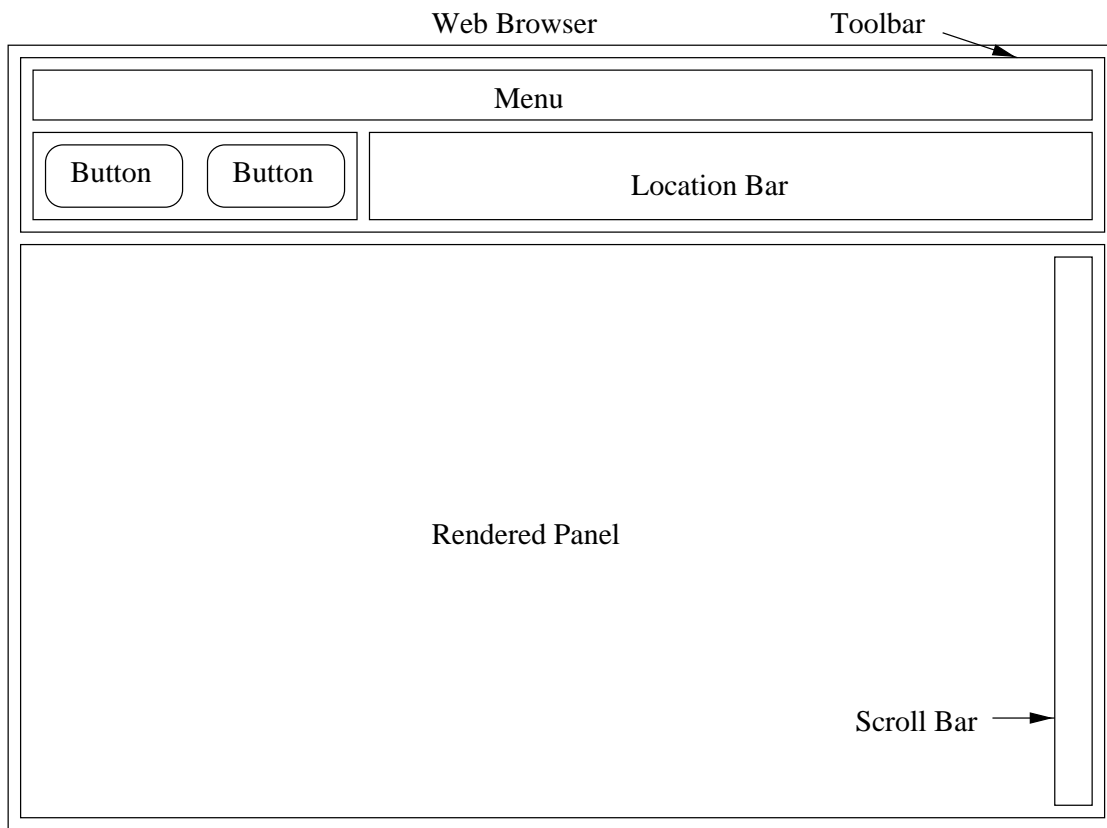 Web Browser
Toolbar
Menu
Button
Button
Location Bar
Rendered Panel
Scroll Bar